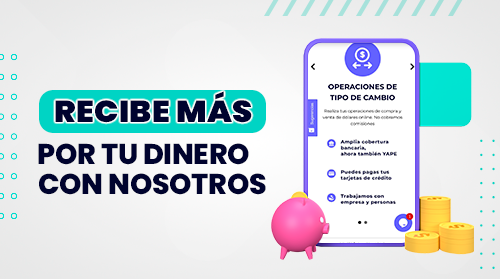 RECIBE MÁS
POR TU DINERO
CON NOSOTROS
OPERACIONES DE
TIPO DE CAMBIO
Realiza tus operaciones de compra y
venta de dólares online. No cobramos
comisiones
Sugerencias
Amplia cobertura
bancaria,
ahora también YAPE
Puedes pagas tus
tarjetas de crédito
Trabajamos con
empresa y personas